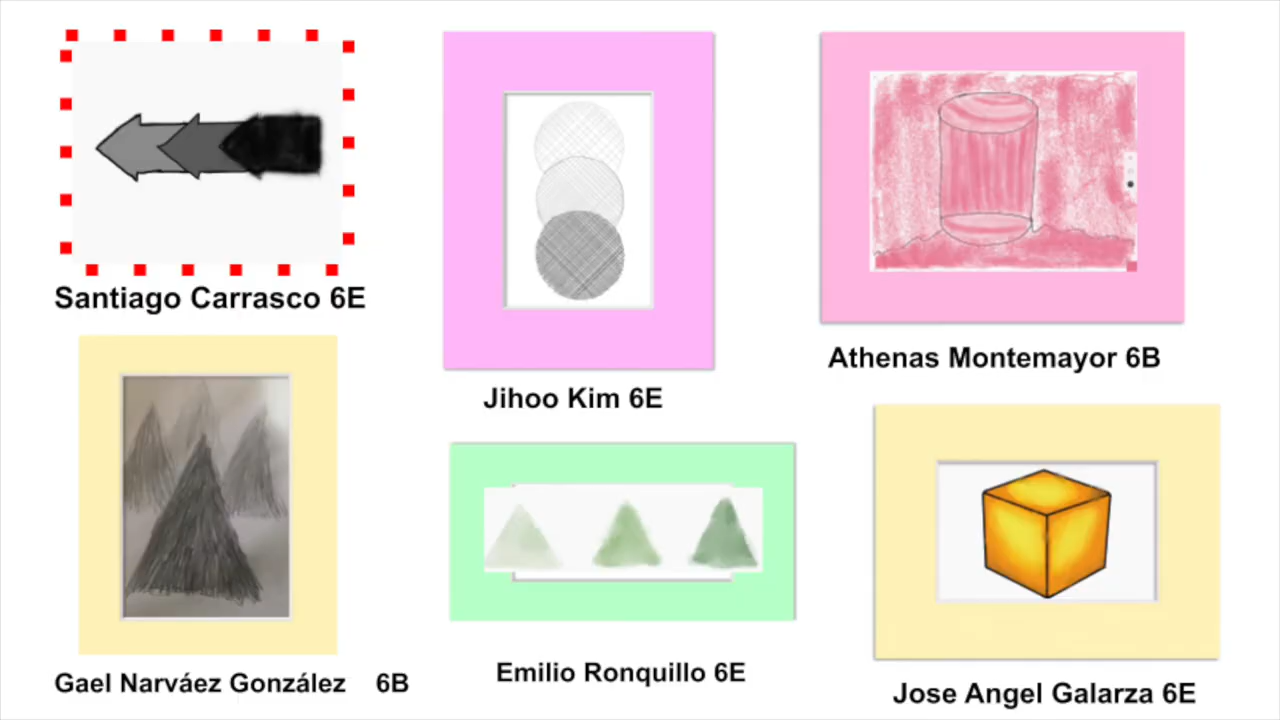 Santiago Carrasco 6E
Jihoo Kim 6E
Athenas Montemayor 6B
Gael Narváez González 6B
Emilio Ronquillo 6E
Jose Angel Galarza 6E